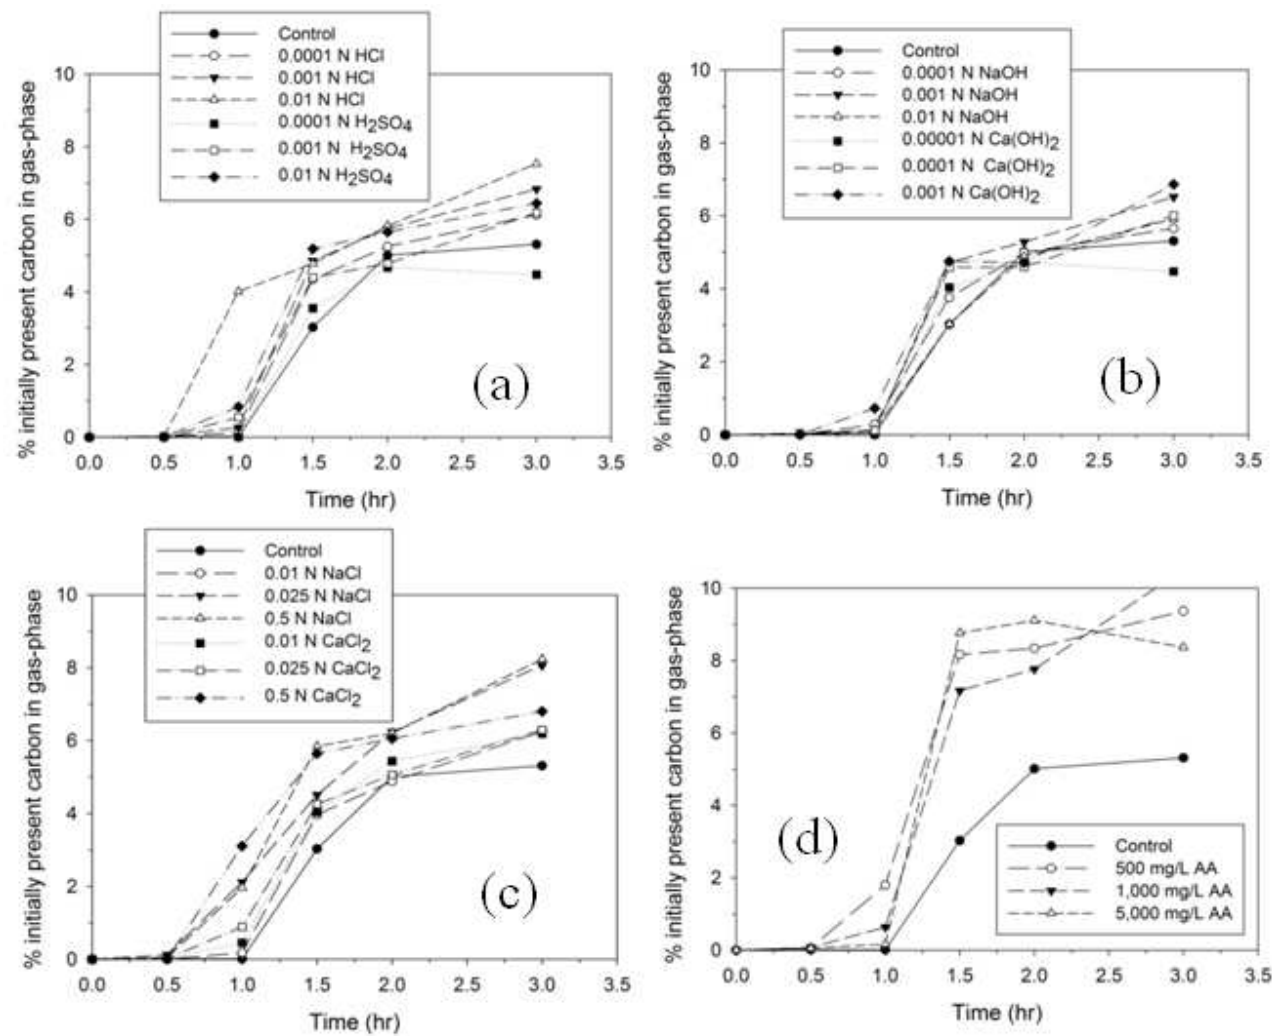 Control
0.0001 N HCl
0.001 N HCl
0.01 N HCl
0.0001 N H₂SO₄
0.001 N H₂SO₄
0.01 N H₂SO₄
% initially present carbon in gas-phase
10
8
6
4
2
0
(a)
0.0 0.5 1.0 1.5 2.0 2.5 3.0 3.5
Time (hr)
Control
0.0001 N NaOH
0.001 N NaOH
0.01 N NaOH
0.00001 N Ca(OH)₂
0.0001 N Ca(OH)₂
0.001 N Ca(OH)₂
% initially present carbon in gas-phase
10
8
6
4
2
0
(b)
0.0 0.5 1.0 1.5 2.0 2.5 3.0 3.5
Time (hr)
Control
0.01 N NaCl
0.025 N NaCl
0.5 N NaCl
0.01 N CaCl₂
0.025 N CaCl₂
0.5 N CaCl₂
% initially present carbon in gas-phase
10
8
6
4
2
0
(c)
0.0 0.5 1.0 1.5 2.0 2.5 3.0 3.5
Time (hr)
% initially present carbon in gas-phase
10
8
6
4
2
0
(d)
Control
500 mg/L AA
1,000 mg/L AA
5,000 mg/L AA
0.0 0.5 1.0 1.5 2.0 2.5 3.0 3.5
Time (hr)